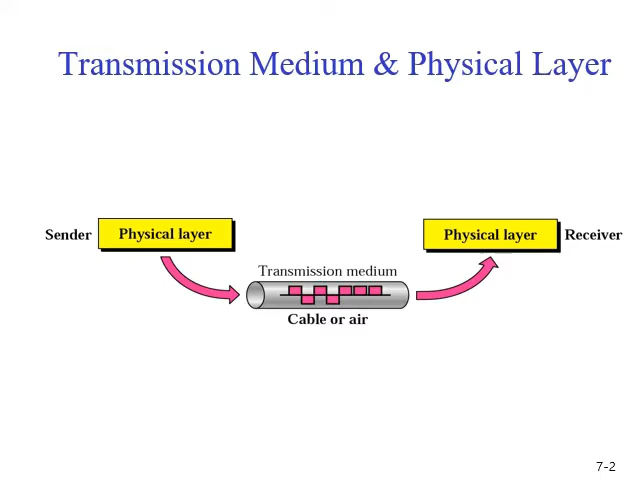 Transmission Medium & Physical Layer
Sender
Physical layer
Physical layer
Receiver
Transmission medium
Cable or air
7-2